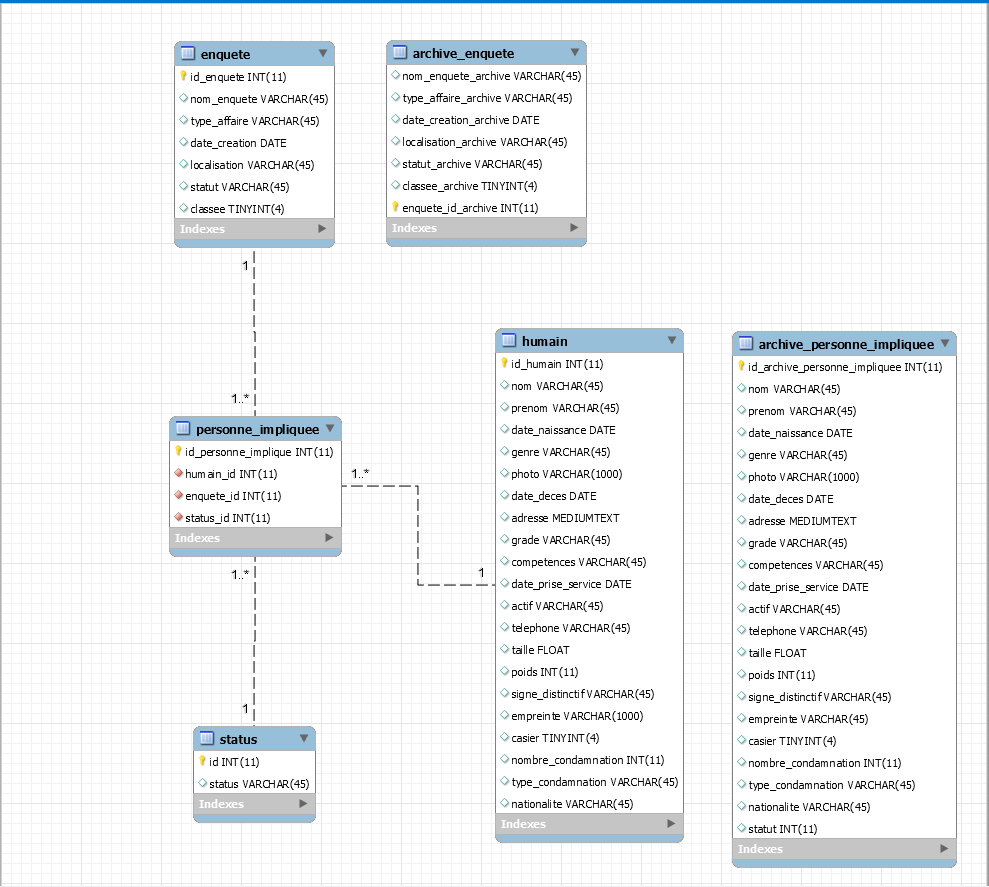 enquete
id_enquete INT(11)
nom_enquete VARCHAR(45)
type_affaire VARCHAR(45)
date_creation DATE
localisation VARCHAR(45)
statut VARCHAR(45)
classee TINYINT(4)
Indexes
archive_enquete
nom_enquete_archive VARCHAR(45)
type_affaire_archive VARCHAR(45)
date_creation_archive DATE
localisation_archive VARCHAR(45)
statut_archive VARCHAR(45)
classee_archive TINYINT(4)
enquete_id_archive INT(11)
Indexes
1
1..*
personne_impliquee
id_personne_implique INT(11)
humain_id INT(11)
enquete_id INT(11)
status_id INT(11)
Indexes
1..*
1
1..*
1
status
id INT(11)
status VARCHAR(45)
Indexes
humain
id_humain INT(11)
nom VARCHAR(45)
prenom VARCHAR(45)
date_naissance DATE
genre VARCHAR(45)
photo VARCHAR(1000)
date_deces DATE
adresse MEDIUMTEXT
grade VARCHAR(45)
competences VARCHAR(45)
date_prise_service DATE
actif VARCHAR(45)
telephone VARCHAR(45)
taille FLOAT
poids INT(11)
signe_distinctif VARCHAR(45)
empreinte VARCHAR(1000)
casier TINYINT(4)
nombre_condamnation INT(11)
type_condamnation VARCHAR(45)
nationalite VARCHAR(45)
Indexes
archive_personne_impliquee
id_archive_personne_impliquee INT(11)
nom VARCHAR(45)
prenom VARCHAR(45)
date_naissance DATE
genre VARCHAR(45)
photo VARCHAR(1000)
date_deces DATE
adresse MEDIUMTEXT
grade VARCHAR(45)
competences VARCHAR(45)
date_prise_service DATE
actif VARCHAR(45)
telephone VARCHAR(45)
taille FLOAT
poids INT(11)
signe_distinctif VARCHAR(45)
empreinte VARCHAR(45)
casier TINYINT(4)
nombre_condamnation INT(11)
type_condamnation VARCHAR(45)
nationalite VARCHAR(45)
statut INT(11)
Indexes